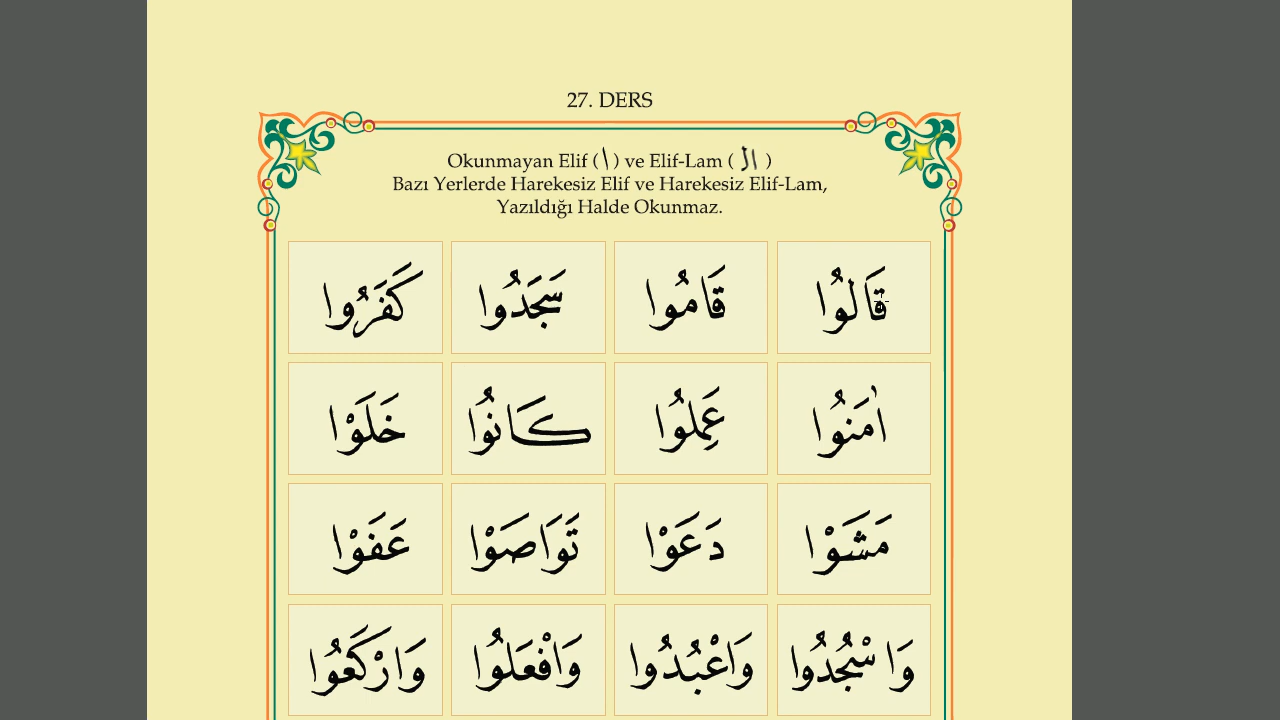 27. DERS
Okunmayan Elif ( ا ) ve Elif-Lam ( ال )
Bazı Yerlerde Harekesiz Elif ve Harekesiz Elif-Lam,
Yazıldığı Halde Okunmaz.
قَالُوا قَامُوا سَجَدُوا كَفَرُوا
اٰمَنُوا عَمِلُوا كَانُوا خَلَوْا
مَشَوْا دَعَوْا تَوَاصَوْا عَفَوْا
وَاسْجُدُوا وَاعْبُدُوا وَافْعَلُوا وَارْكَعُوا